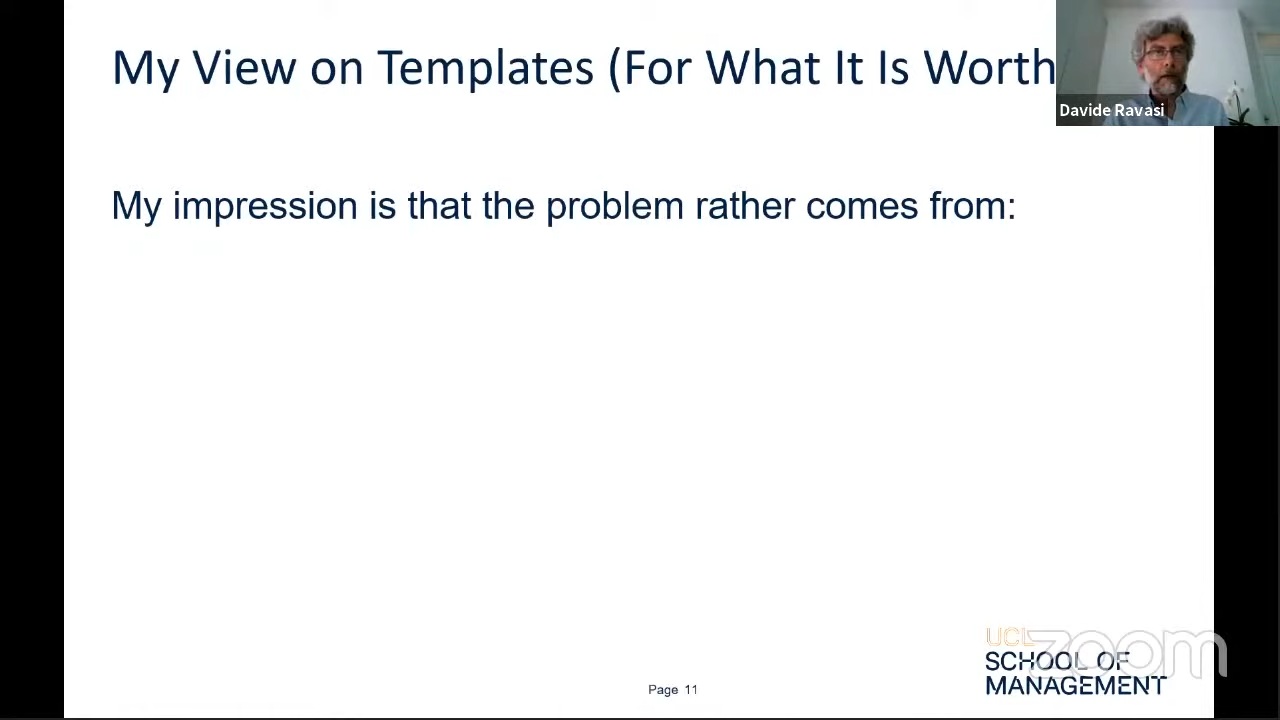 My View on Templates (For What It Is Worth
Davide Ravasi
My impression is that the problem rather comes from:
UCL
zoom
SCHOOL OF
MANAGEMENT
Page 11